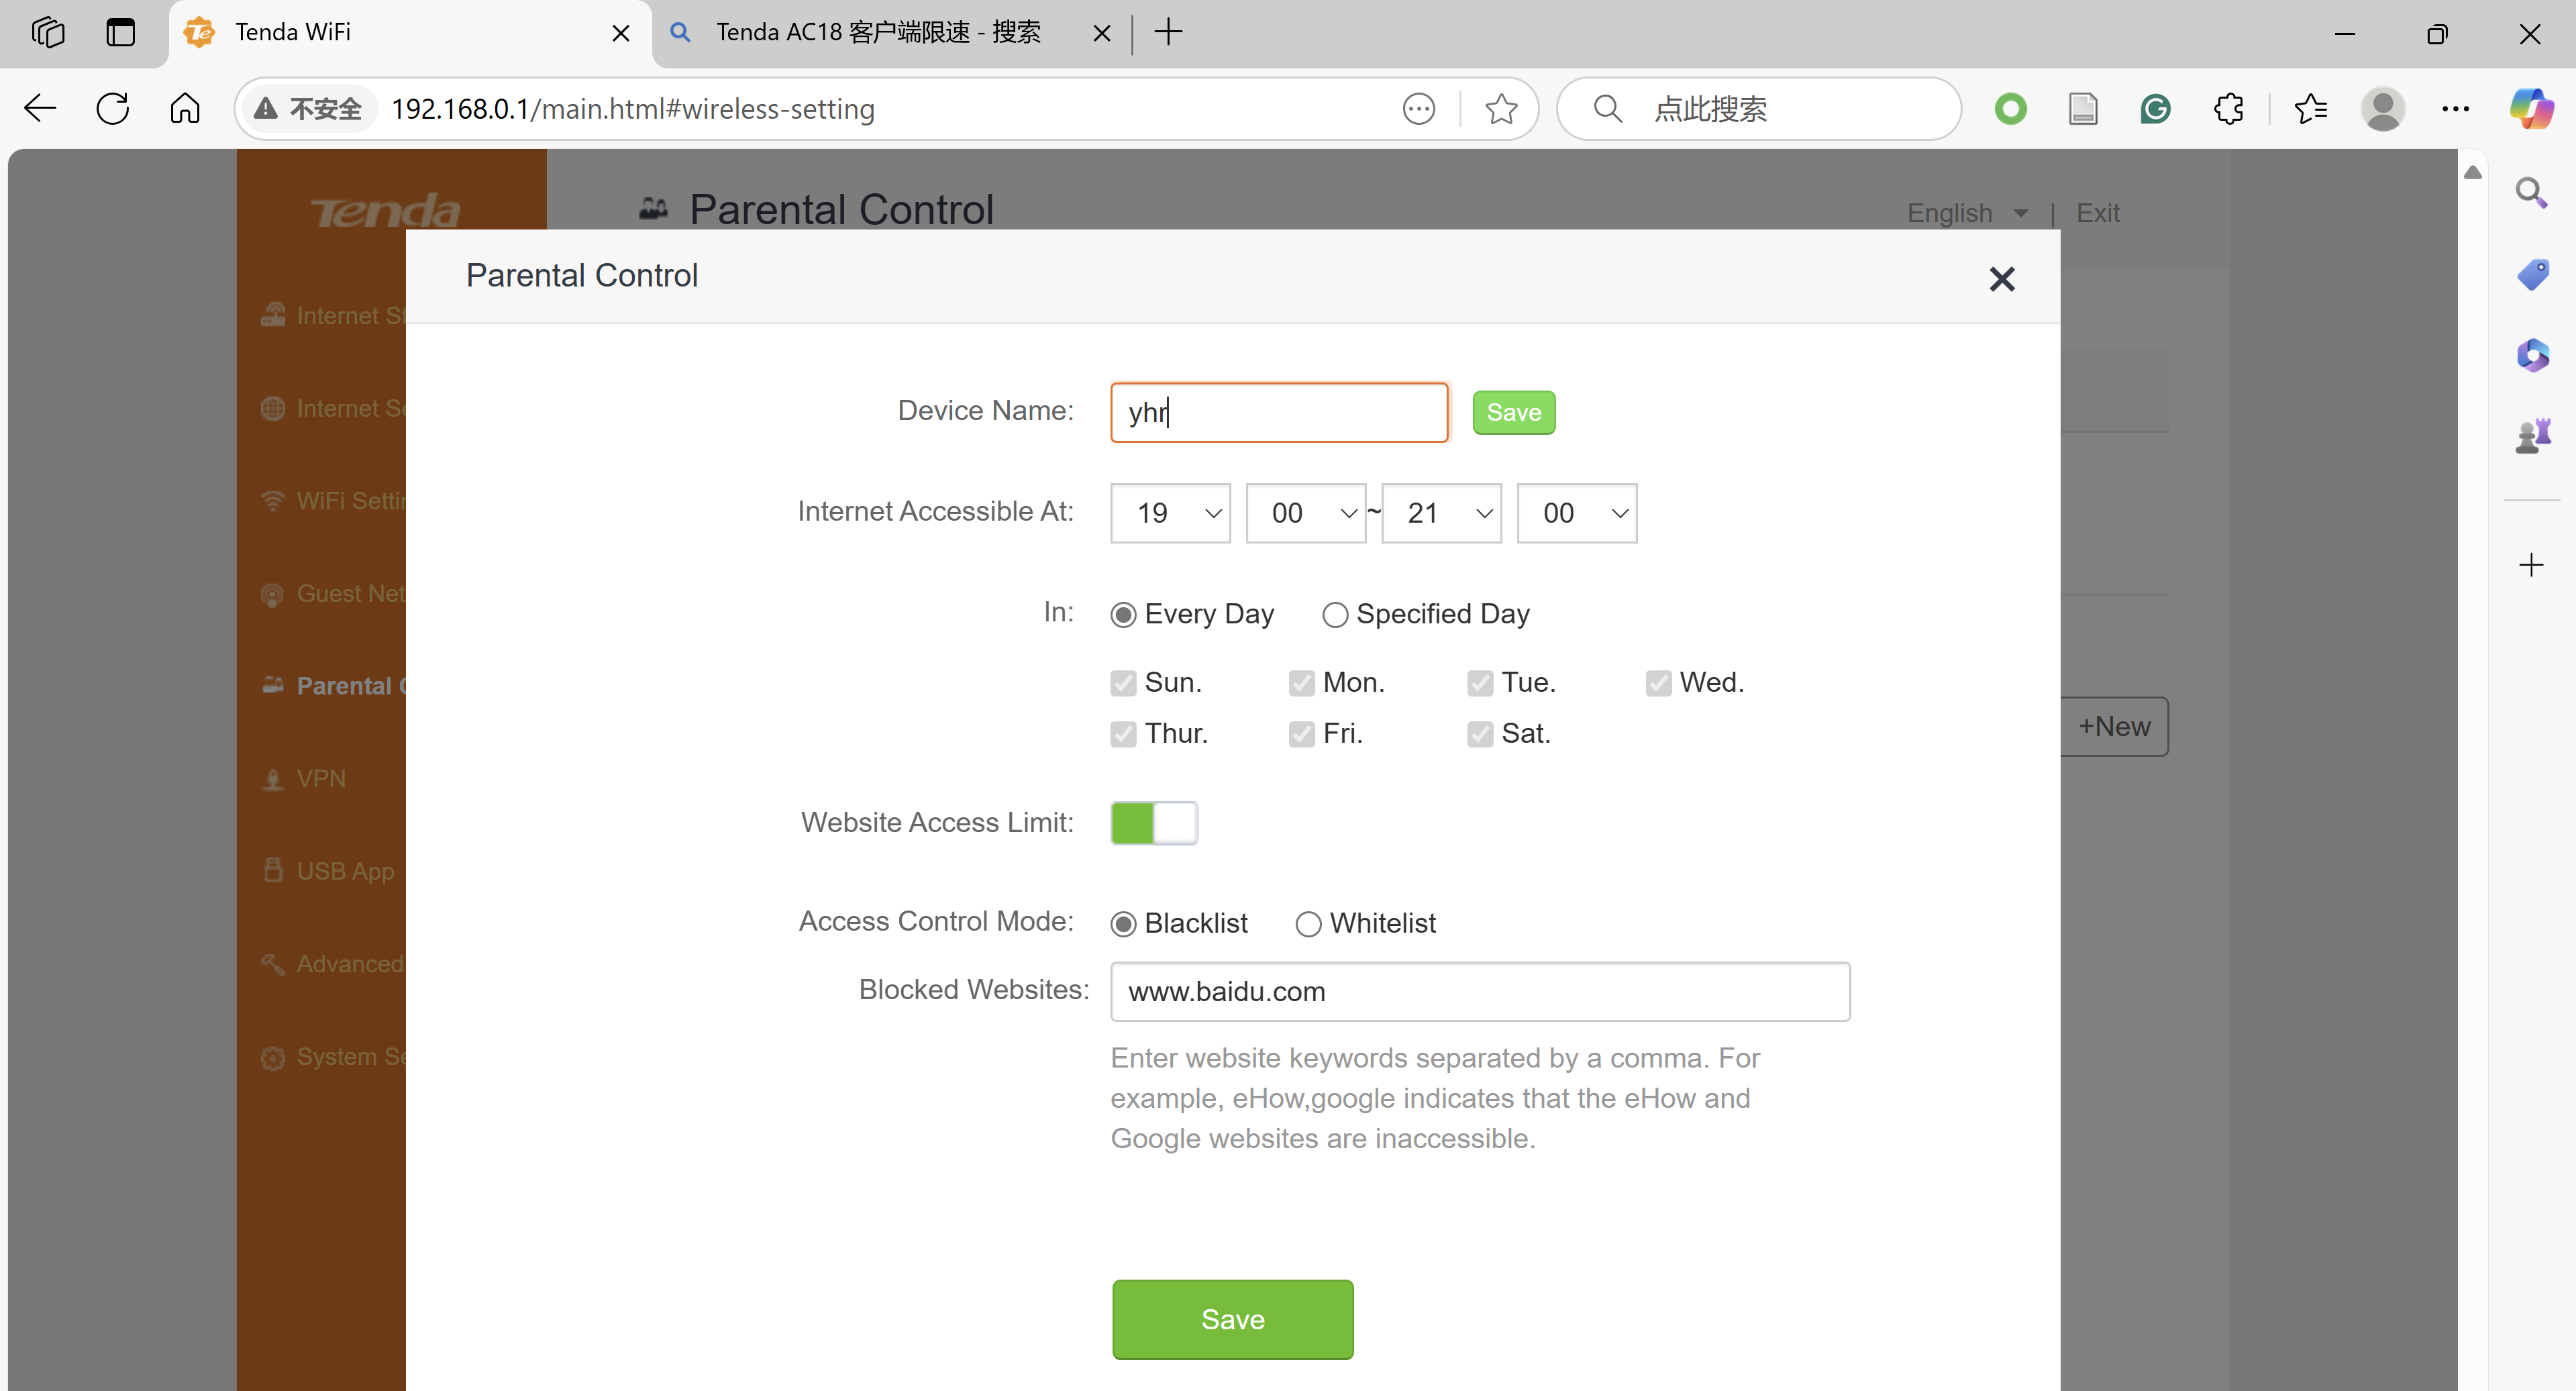 Tenda WiFi
Tenda AC18 客户端限速 - 搜索
不安全
192.168.0.1/main.html#wireless-setting
点此搜索
Tenda
Parental Control
English
|
Exit
Parental Control
Internet St
Device Name:
yhr
Save
Internet Se
Internet Accessible At:
19
00
~
21
00
WiFi Settin
Guest Net
In:
Every Day
Specified Day
Parental C
Sun.
Mon.
Tue.
Wed.
Thur.
Fri.
Sat.
+New
VPN
Website Access Limit:
USB App
Access Control Mode:
Blacklist
Whitelist
Advanced
Blocked Websites:
www.baidu.com
System Se
Enter website keywords separated by a comma. For
example, eHow,google indicates that the eHow and
Google websites are inaccessible.
Save